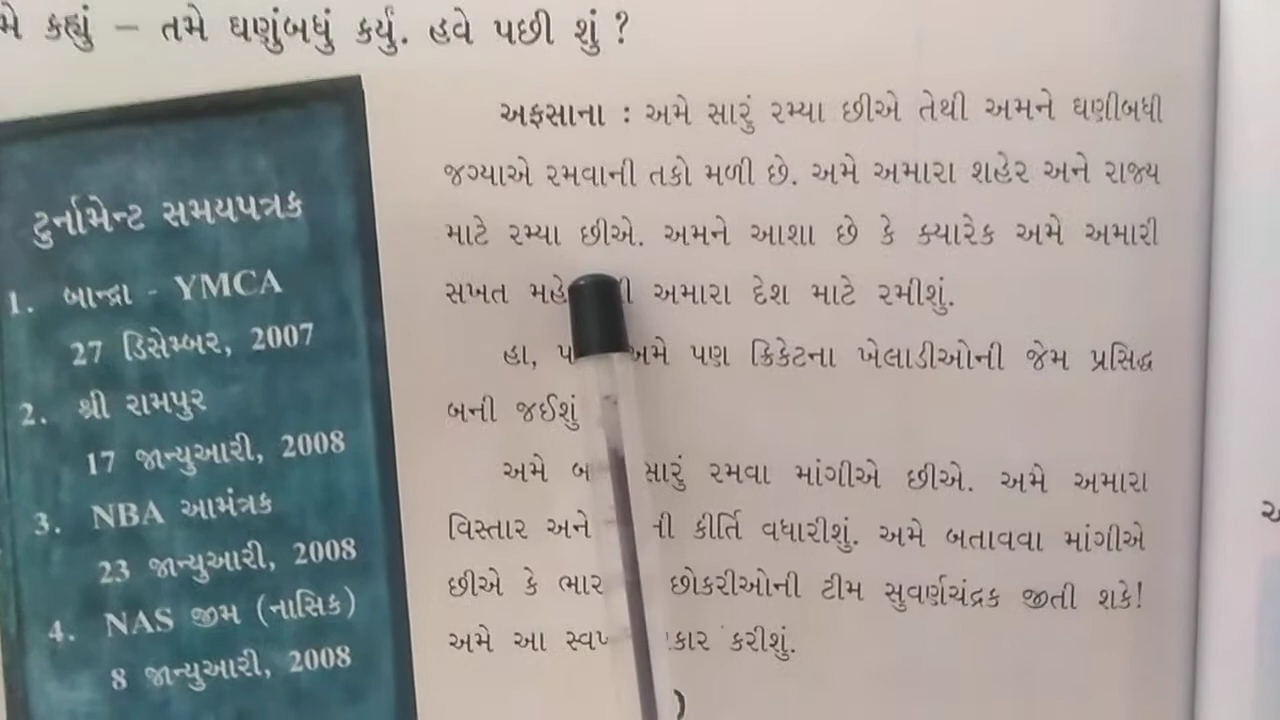 કહ્યું – તમે ઘણુંબધું કર્યું. હવે પછી શું ?
ટુર્નામેન્ટ સમયપત્રક
1. બાન્દ્રા - YMCA
27 ડિસેમ્બર, 2007
2. શ્રી રામપુર
17 જાન્યુઆરી, 2008
3. NBA આમંત્રક
23 જાન્યુઆરી, 2008
4. NAS જીમ (નાસિક)
8 જાન્યુઆરી, 2008
અફસાના : અમે સારું રમ્યા છીએ તેથી અમને ઘણીબધી
જગ્યાએ રમવાની તકો મળી છે. અમે અમારા શહેર અને રાજ્ય
માટે રમ્યા છીએ. અમને આશા છે કે ક્યારેક અમે અમારી
સખત અમારા દેશ માટે રમીશું.
હા, અમે પણ ક્રિકેટના ખેલાડીઓની જેમ પ્રસિદ્ધ
બની જઈશું
અમે સારું રમવા માંગીએ છીએ. અમે અમારા
વિસ્તાર અને કીર્તિ વધારીશું. અમે બતાવવા માંગીએ
છીએ કે છોકરીઓની ટીમ સુવર્ણચંદ્રક જીતી શકે!
અમે આ કરીશું.